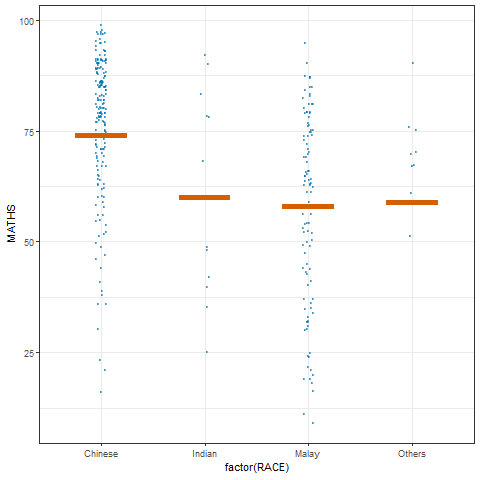 100
75
50
25
MATHS
Chinese
Indian
Malay
Others
factor(RACE)